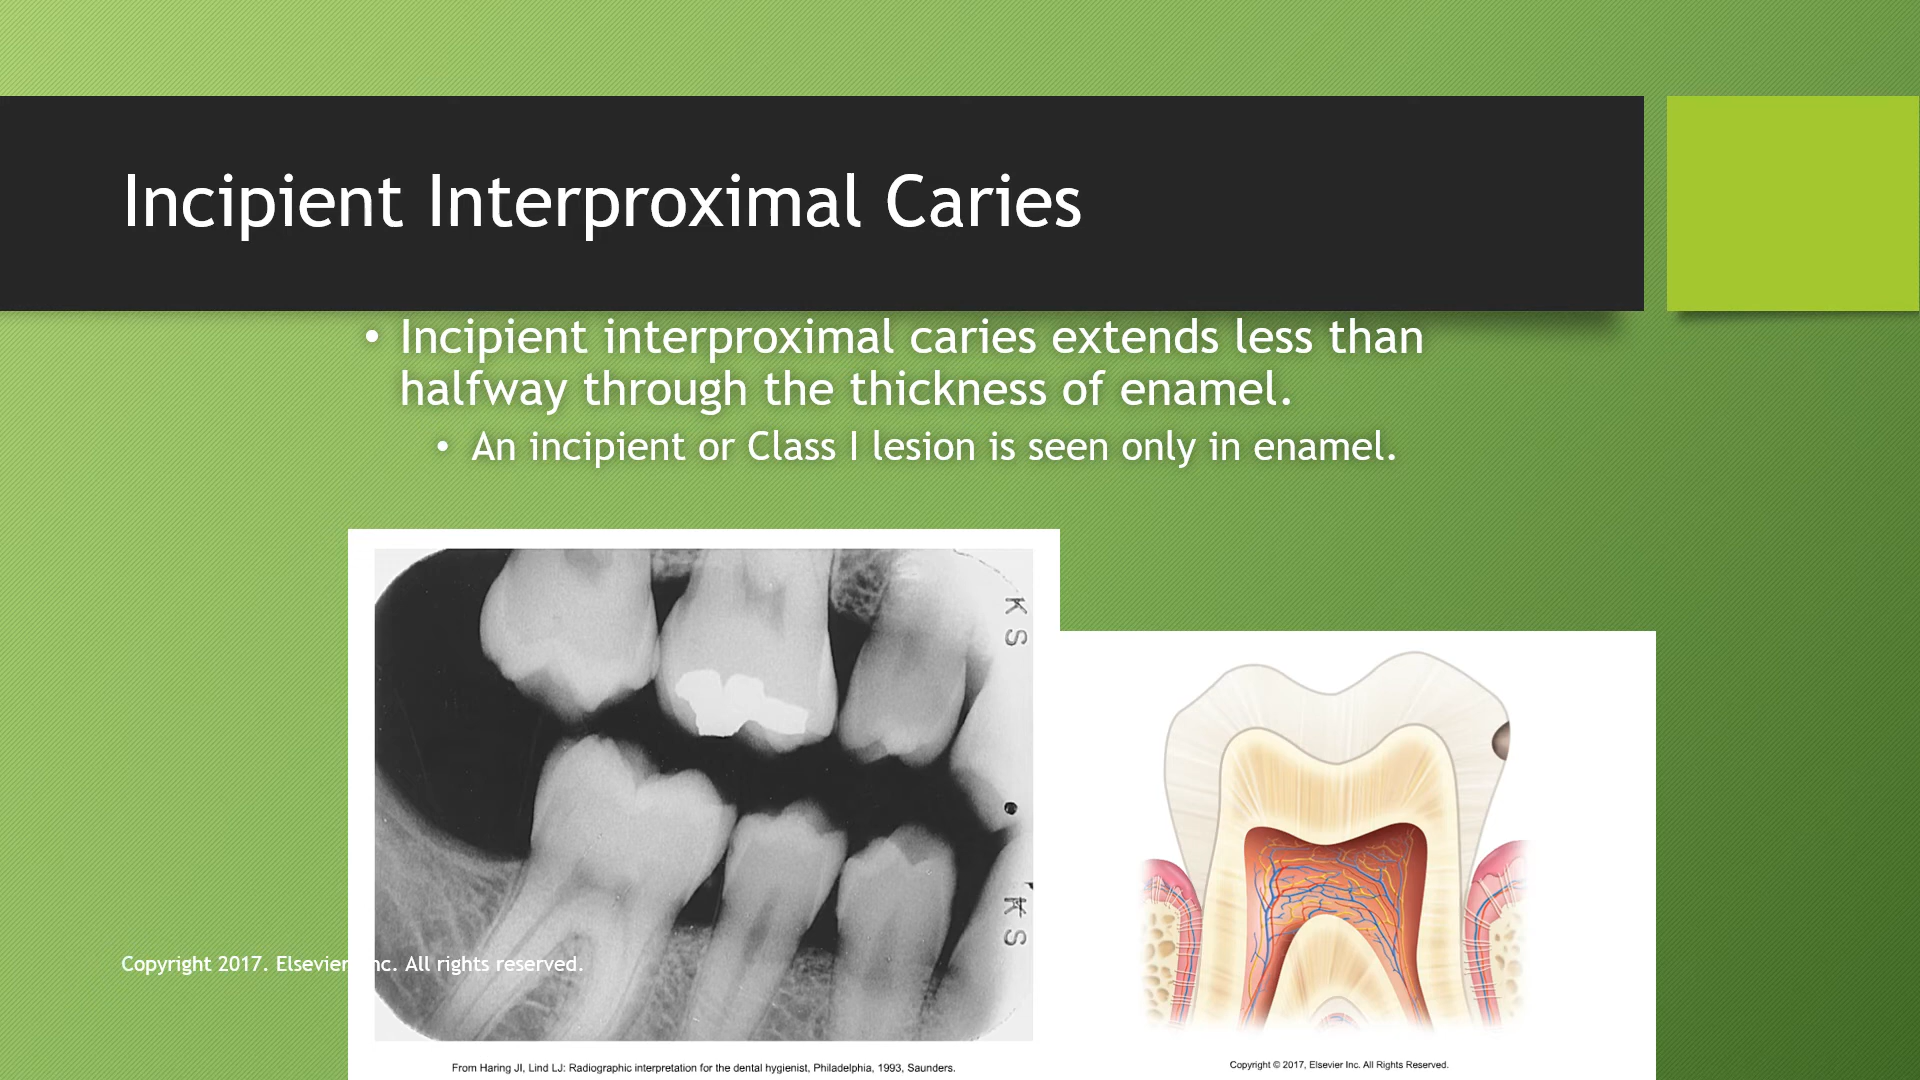 Incipient Interproximal Caries
• Incipient interproximal caries extends less than
halfway through the thickness of enamel.
• An incipient or Class I lesion is seen only in enamel.
K S
K S
Copyright 2017. Elsevier Inc. All rights reserved.
From Haring JI, Lind LJ: Radiographic interpretation for the dental hygienist, Philadelphia, 1993, Saunders.
Copyright © 2017, Elsevier Inc. All Rights Reserved.